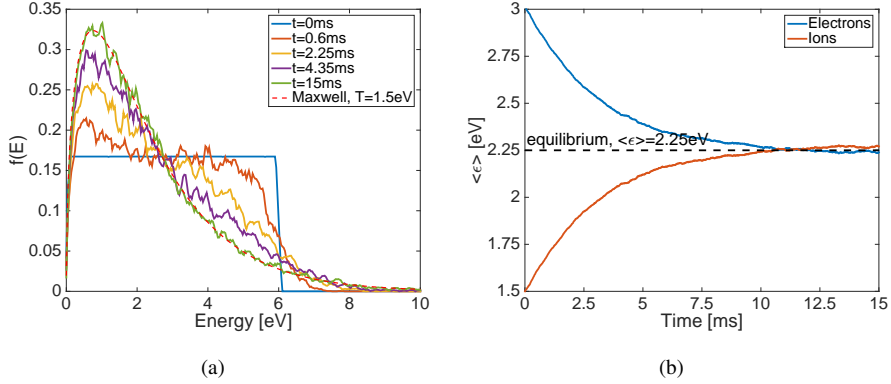 0.35
0.3
0.25
0.2
0.15
0.1
0.05
0
f(E)
0
2
4
6
8
10
Energy [eV]
t=0ms
t=0.6ms
t=2.25ms
t=4.35ms
t=15ms
Maxwell, T=1.5eV
(a)
3
2.75
2.5
2.25
2
1.75
1.5
<ϵ> [eV]
Electrons
Ions
equilibrium, <ϵ>=2.25eV
0
2.5
5
7.5
10
12.5
15
Time [ms]
(b)